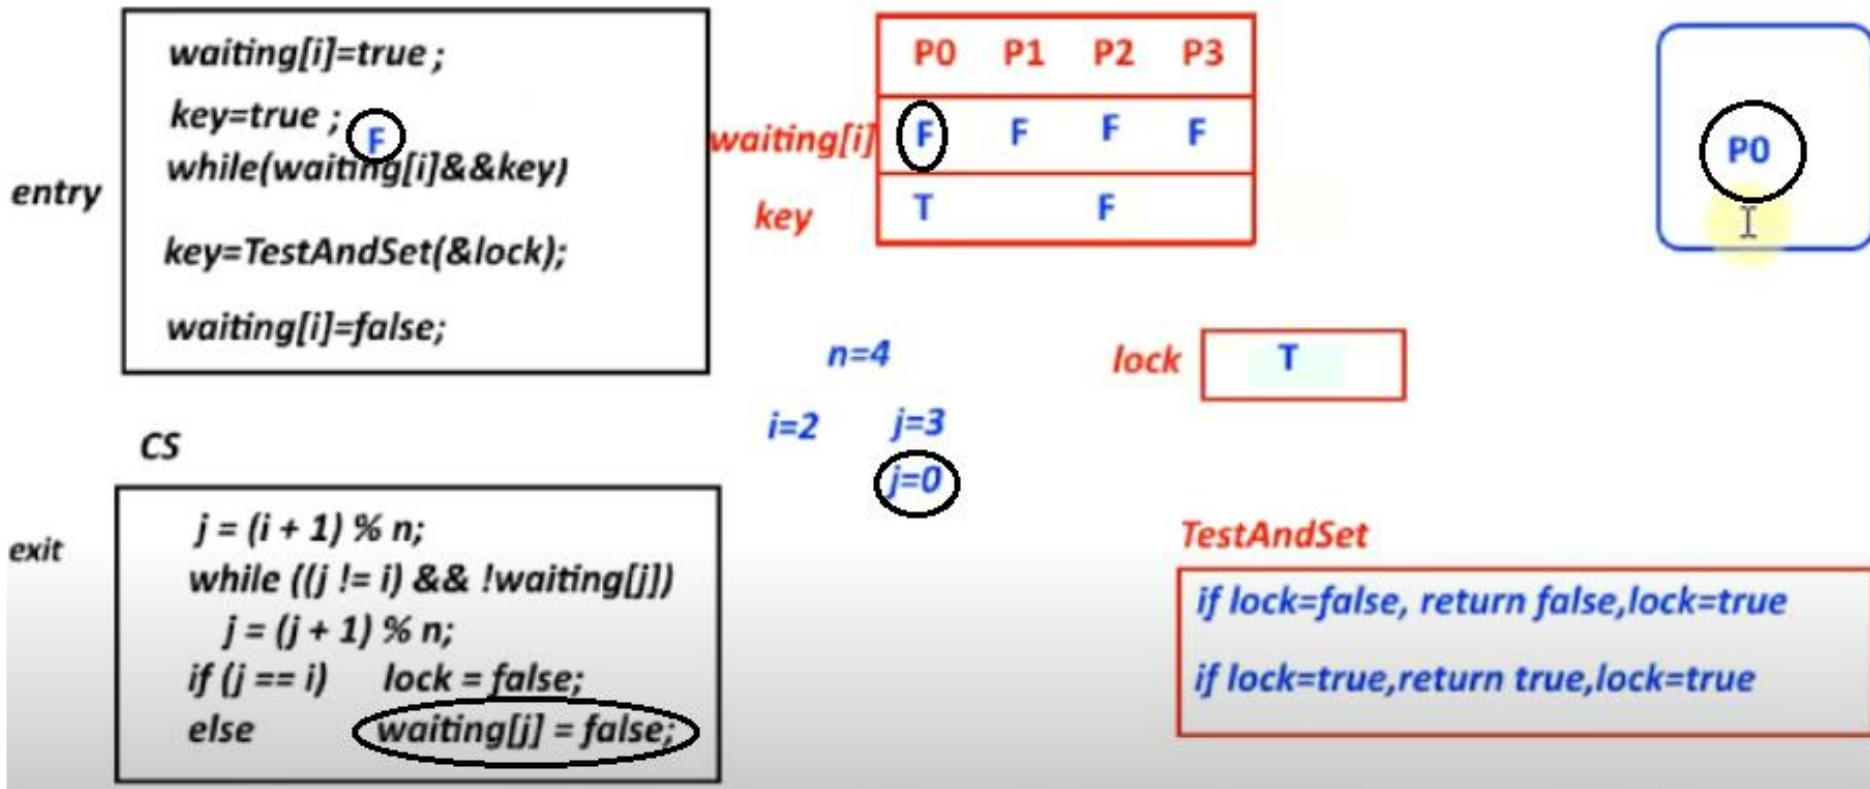 waiting[i]=true ;
key=true ;
F
while(waiting[i]&&key)
entry
key=TestAndSet(&lock);
waiting[i]=false;
P0 P1 P2 P3
waiting[i] F F F F
key T F
P0
n=4
lock T
i=2 j=3
j=0
CS
exit
j = (i + 1) % n;
while ((j != i) && !waiting[j])
j = (j + 1) % n;
if (j == i) lock = false;
else waiting[j] = false;
TestAndSet
if lock=false, return false,lock=true
if lock=true,return true,lock=true